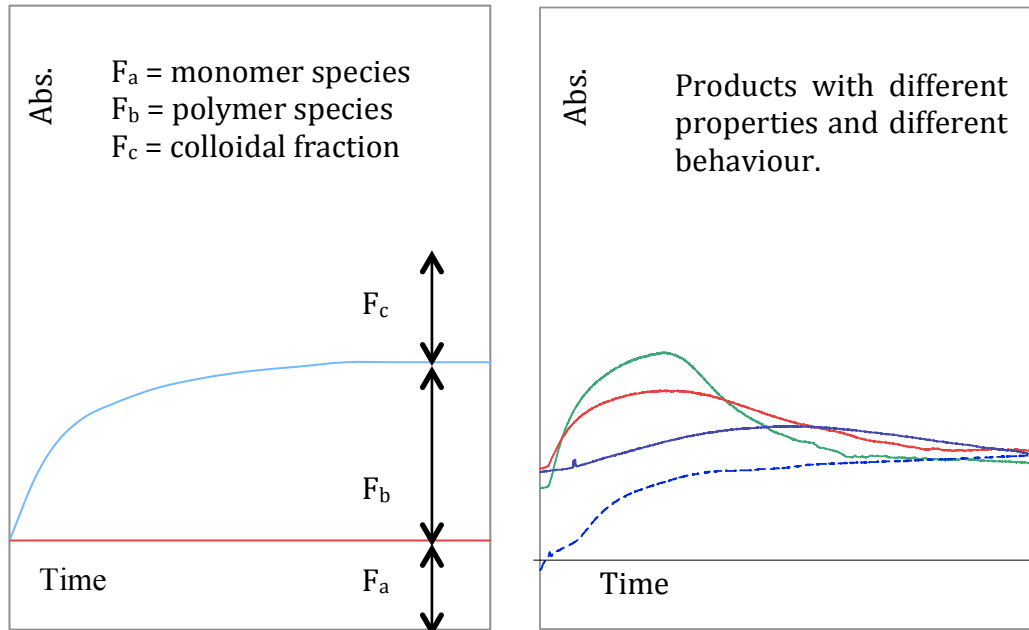 Abs.
Fa = monomer species
Fb = polymer species
Fc = colloidal fraction
Fc
Fb
Time
Fa
Abs.
Products with different
properties and different
behaviour.
Time